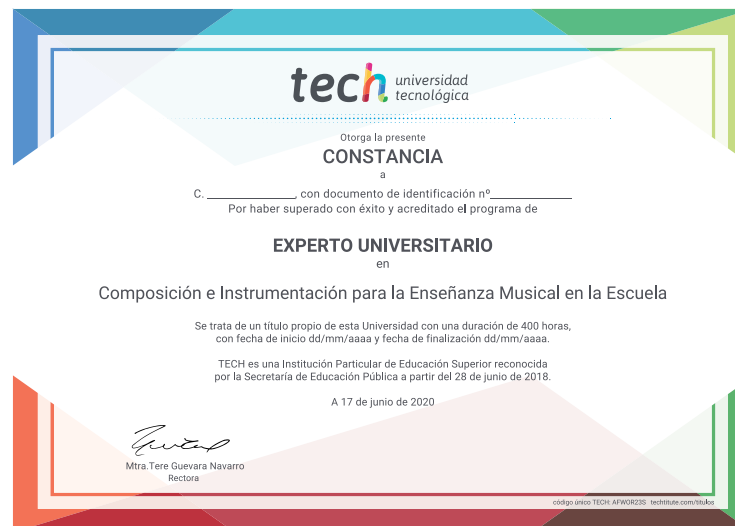 tech universidad
tecnológica
Otorga la presente
CONSTANCIA
a
C. ________________, con documento de identificación nº______________
Por haber superado con éxito y acreditado el programa de
EXPERTO UNIVERSITARIO
en
Composición e Instrumentación para la Enseñanza Musical en la Escuela
Se trata de un título propio de esta Universidad con una duración de 400 horas,
con fecha de inicio dd/mm/aaaa y fecha de finalización dd/mm/aaaa.
TECH es una Institución Particular de Educación Superior reconocida
por la Secretaría de Educación Pública a partir del 28 de junio de 2018.
A 17 de junio de 2020
Mtra.Tere Guevara Navarro
Rectora
código único TECH: AFWOR23S techtitute.com/titulos